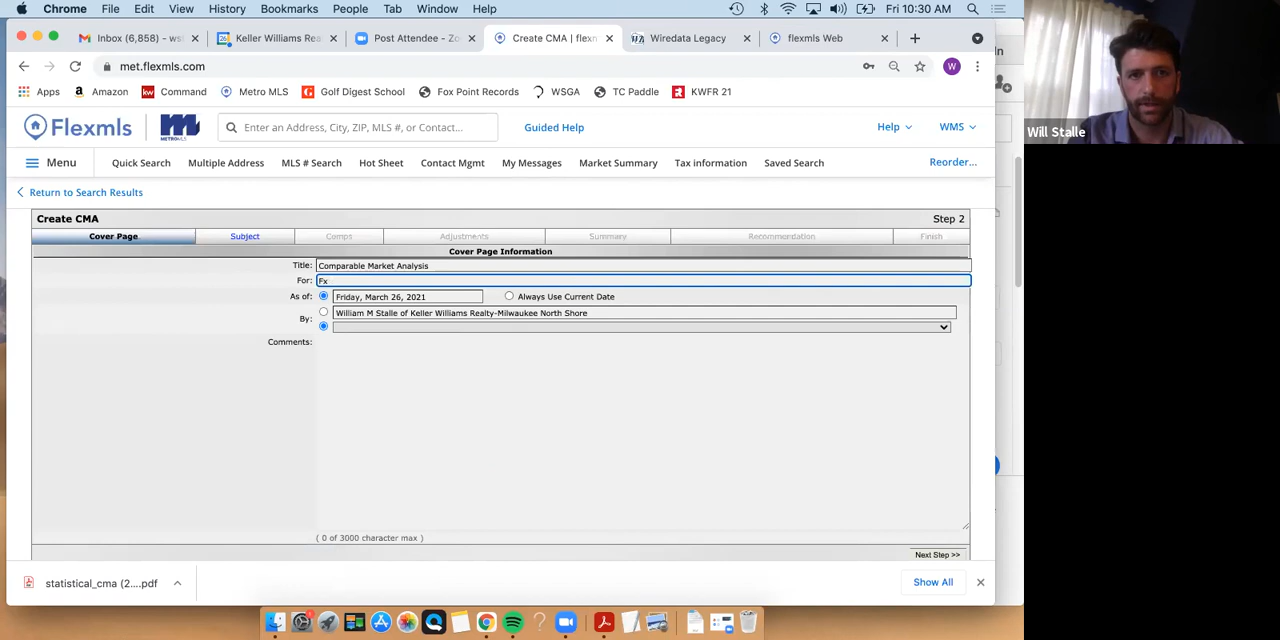 Chrome File Edit View History Bookmarks People Tab Window Help Fri 10:30 AM
Inbox (6,858) - ws Keller Williams Rea Post Attendee - Zo Create CMA | flexn Wiredata Legacy flexmls Web
met.flexmls.com W
Apps Amazon kw Command Metro MLS Golf Digest School Fox Point Records WSGA TC Paddle KWFR 21
Flexmls METROMLS Enter an Address, City, ZIP, MLS #, or Contact... Guided Help Help WMS
Will Stalle
Menu Quick Search Multiple Address MLS # Search Hot Sheet Contact Mgmt My Messages Market Summary Tax information Saved Search Reorder...
Return to Search Results
Create CMA Step 2
Cover Page Subject Comps Adjustments Summary Recommendation Finish
Cover Page Information
Title: Comparable Market Analysis
For: Fx
As of: Friday, March 26, 2021 Always Use Current Date
By: William M Stalle of Keller Williams Realty-Milwaukee North Shore
Comments:
( 0 of 3000 character max )
Next Step >>
statistical_cma (2....pdf Show All